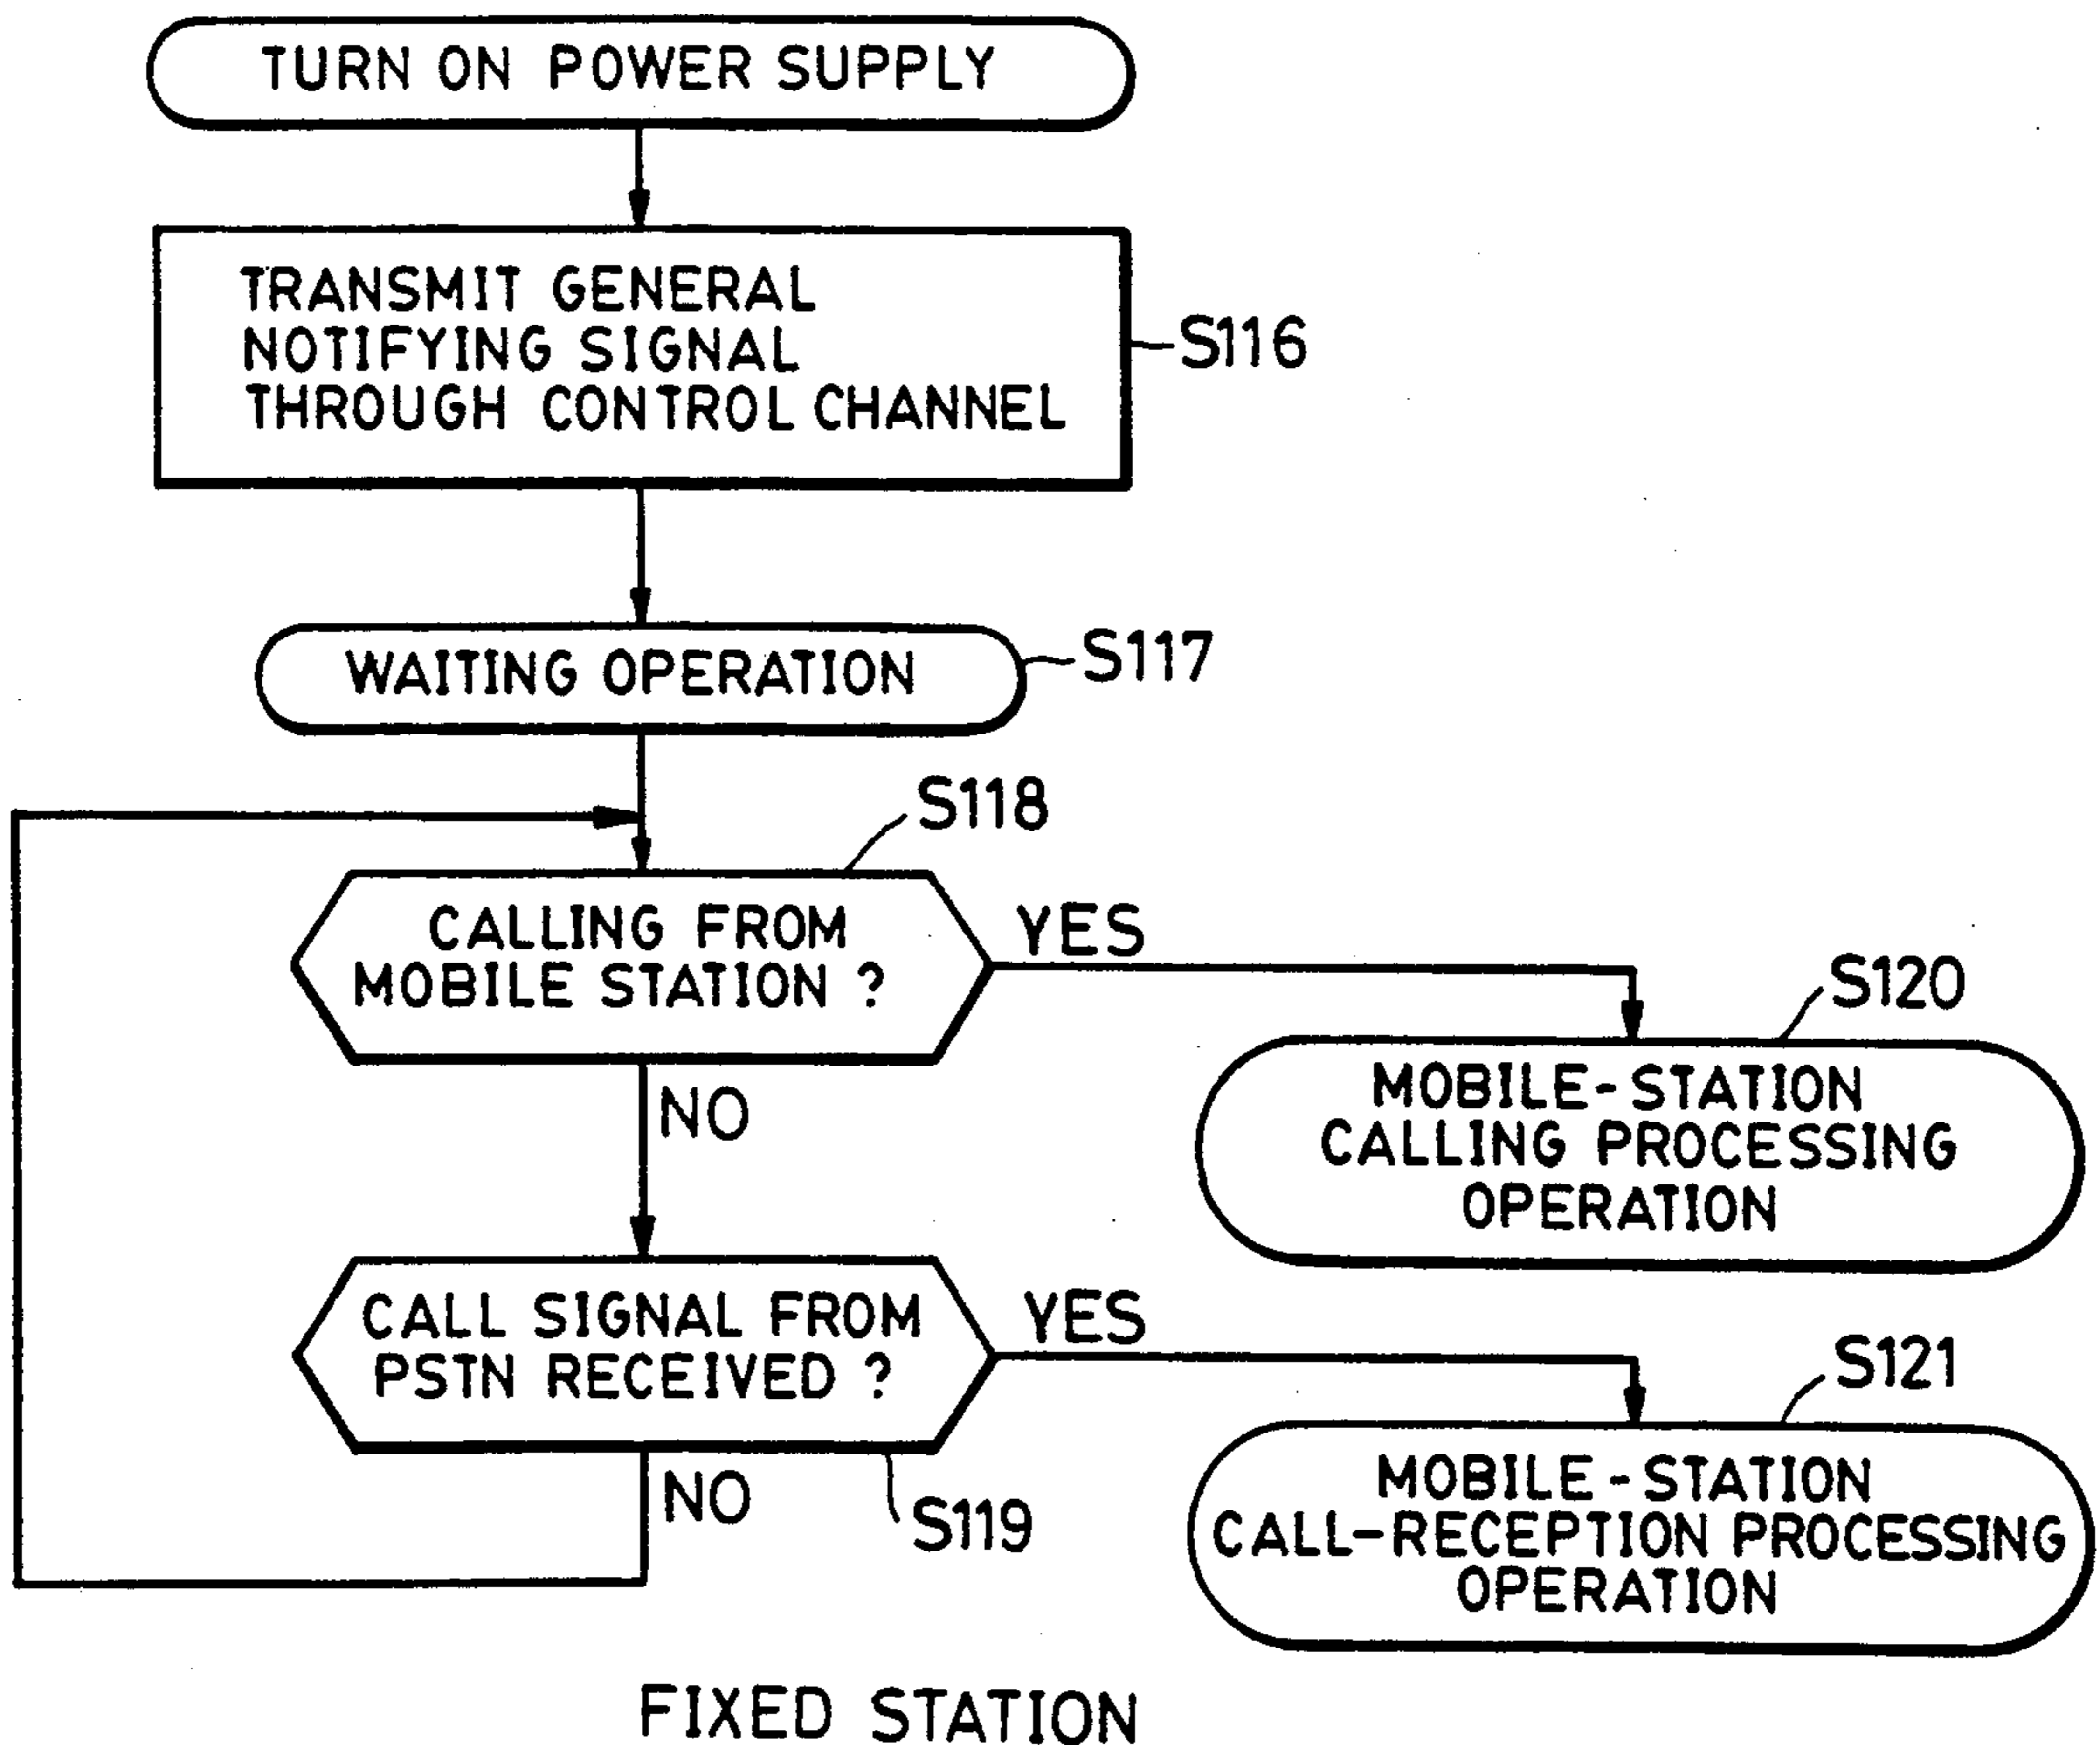 TURN ON POWER SUPPLY
TRANSMIT GENERAL
NOTIFYING SIGNAL
THROUGH CONTROL CHANNEL
S116
WAITING OPERATION
S117
S118
CALLING FROM
MOBILE STATION ?
YES
NO
S120
MOBILE-STATION
CALLING PROCESSING
OPERATION
CALL SIGNAL FROM
PSTN RECEIVED ?
YES
NO
S119
S121
MOBILE-STATION
CALL-RECEPTION PROCESSING
OPERATION
FIXED STATION